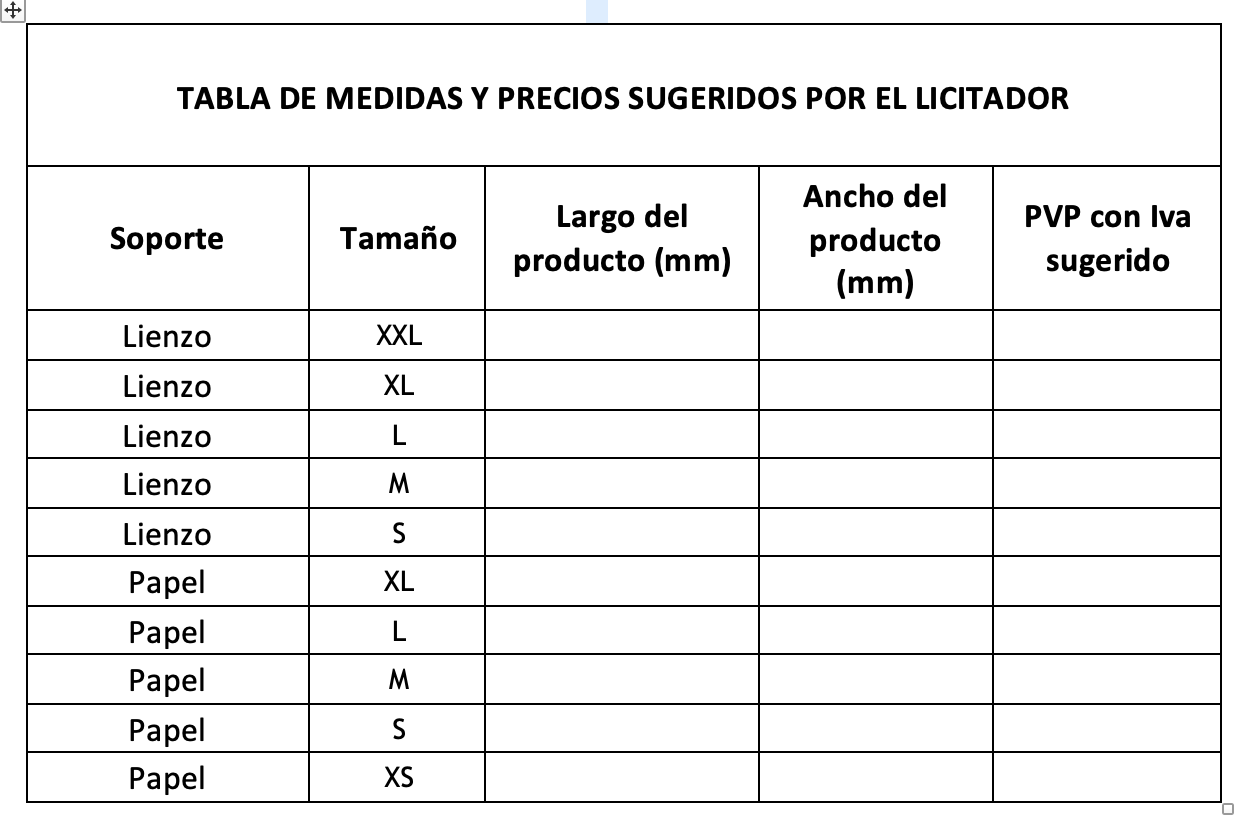 TABLA DE MEDIDAS Y PRECIOS SUGERIDOS POR EL LICITADOR
Soporte
Tamaño
Largo del
producto (mm)
Ancho del
producto
(mm)
PVP con Iva
sugerido
Lienzo XXL
Lienzo XL
Lienzo L
Lienzo M
Lienzo S
Papel XL
Papel L
Papel M
Papel S
Papel XS